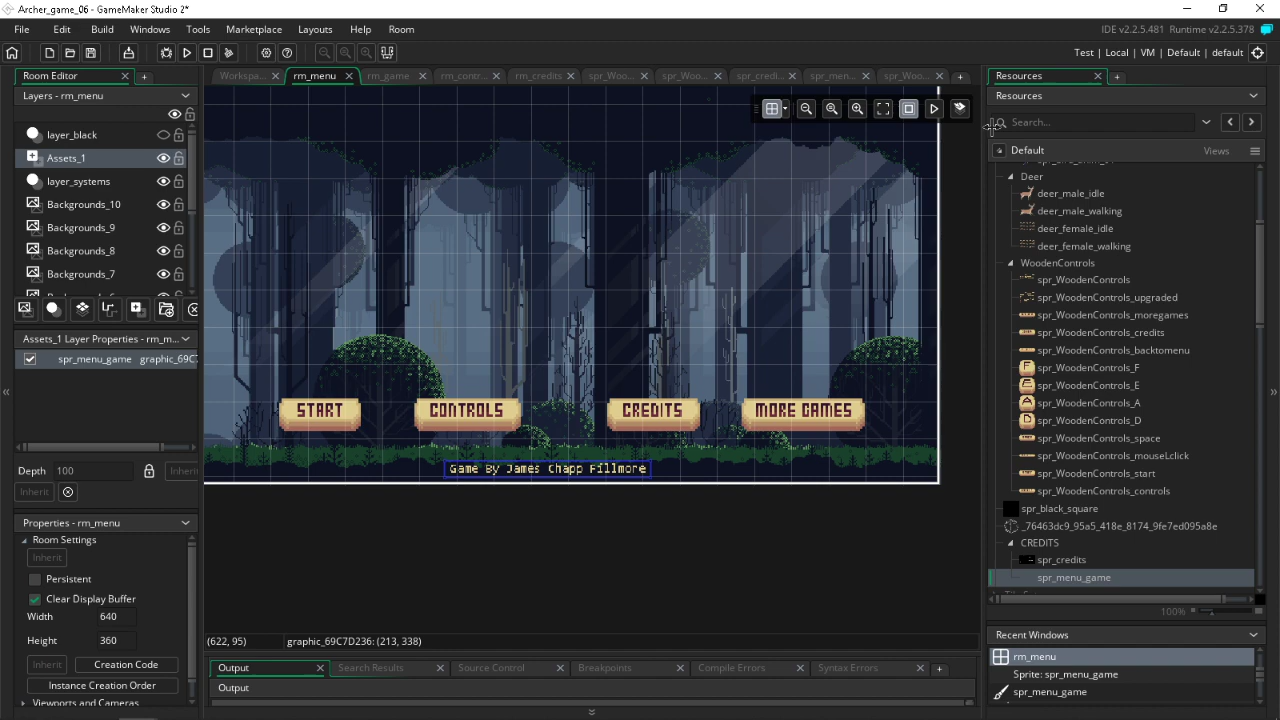 Archer_game_06 - GameMaker Studio 2*
File Edit Build Windows Tools Marketplace Layouts Help Room
IDE v2.2.5.481 Runtime v2.2.5.378
Test | Local | VM | Default | default
Room Editor
Workspa... rm_menu rm_game rm_contr... rm_credits spr_Woo... spr_Woo... spr_credi... spr_men... spr_Woo...
Resources
Layers - rm_menu
Resources
Search...
layer_black
Default Views
Assets_1
layer_systems
Backgrounds_10
Backgrounds_9
Backgrounds_8
Backgrounds_7
Deer
deer_male_idle
deer_male_walking
deer_female_idle
deer_female_walking
WoodenControls
spr_WoodenControls
spr_WoodenControls_upgraded
spr_WoodenControls_moregames
spr_WoodenControls_credits
spr_WoodenControls_backtomenu
spr_WoodenControls_F
spr_WoodenControls_E
spr_WoodenControls_A
spr_WoodenControls_D
spr_WoodenControls_space
spr_WoodenControls_mouseLclick
spr_WoodenControls_start
spr_WoodenControls_controls
spr_black_square
_76463dc9_95a5_418e_8174_9fe7ed095a8e
CREDITS
spr_credits
spr_menu_game
100%
Assets_1 Layer Properties - rm_m...
spr_menu_game graphic_69C7
START CONTROLS CREDITS MORE GAMES
Game By James Chapp Fillmore
Depth 100 Inheri
Inherit
Properties - rm_menu
Room Settings
Inherit
Persistent
Clear Display Buffer
Width 640
Height 360
Inherit Creation Code
Instance Creation Order
Viewports and Cameras
(622, 95) graphic_69C7D236: (213, 338)
Output Search Results Source Control Breakpoints Compile Errors Syntax Errors
Output
Recent Windows
rm_menu
Sprite: spr_menu_game
spr_menu_game